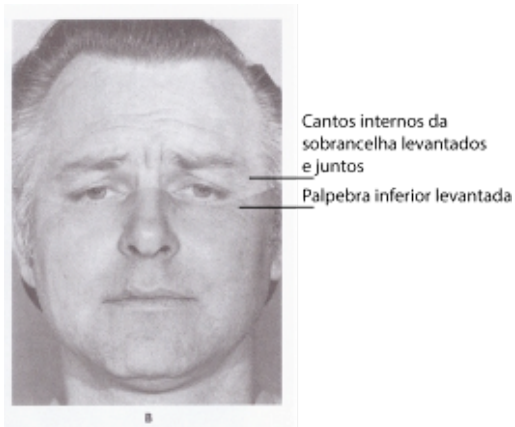 Cantos internos da
sobrancelha levantados
e juntos
Palpebra inferior levantada
B